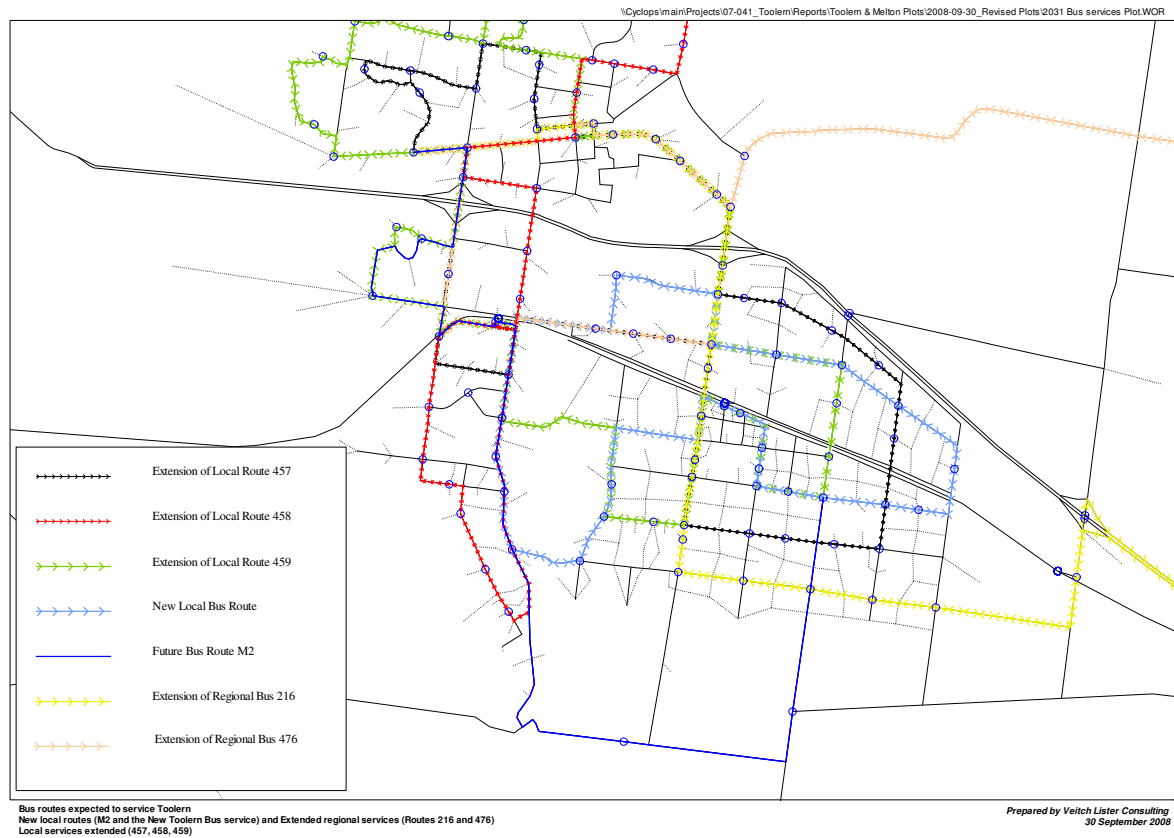 \\Cyclops\main\Projects\07-041_Toolern\Reports\Toolern & Melton Plots\2008-09-30_Revised Plots\2031 Bus services Plot.WOR
Extension of Local Route 457
Extension of Local Route 458
Extension of Local Route 459
New Local Bus Route
Future Bus Route M2
Extension of Regional Bus 216
Extension of Regional Bus 476
Bus routes expected to service Toolern
New local routes (M2 and the New Toolern Bus service) and Extended regional services (Routes 216 and 476)
Local services extended (457, 458, 459)
Prepared by Veitch Lister Consulting
30 September 2008